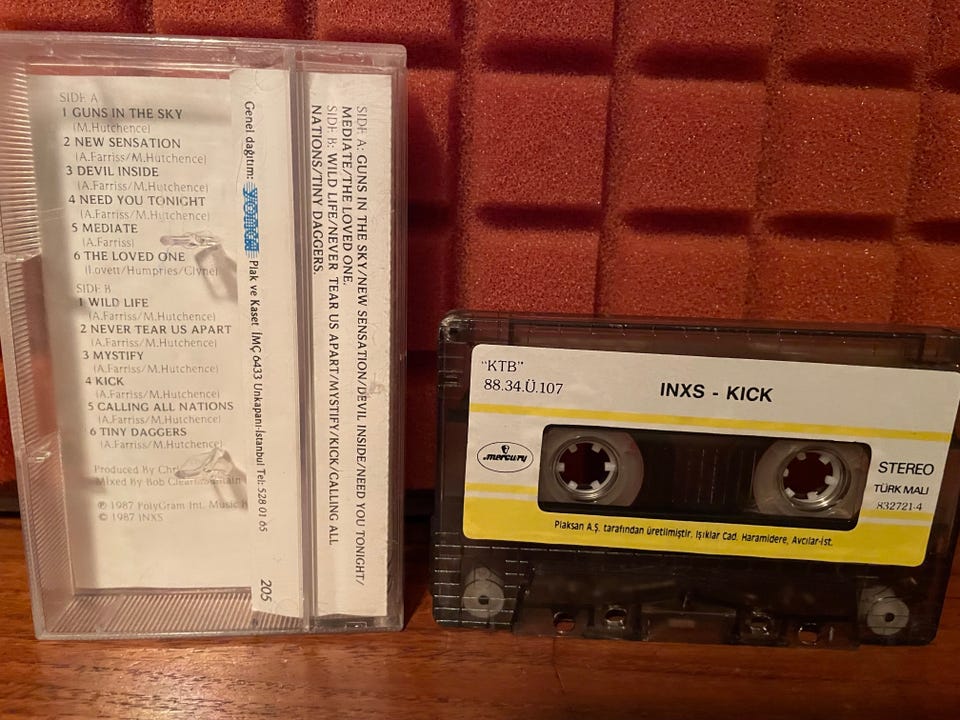 SIDE A
1 GUNS IN THE SKY
(M.Hutchence)
2 NEW SENSATION
(A.Farriss/M.Hutchence)
3 DEVIL INSIDE
(A.Farriss/M.Hutchence)
4 NEED YOU TONIGHT
(A.Farriss/M.Hutchence)
5 MEDIATE
(A.Farriss)
6 THE LOVED ONE
(Lovett/Humphries/Clyne)
SIDE B
1 WILD LIFE
(A.Farriss/M.Hutchence)
2 NEVER TEAR US APART
(A.Farriss/M.Hutchence)
3 MYSTIFY
(A.Farriss/M.Hutchence)
4 KICK
(A.Farriss/M.Hutchence)
5 CALLING ALL NATIONS
(A.Farriss/M.Hutchence)
6 TINY DAGGERS
(A.Farriss/M.Hutchence)
Produced By
Mixed By Bob Clearmountain
℗ 1987 PolyGram Int. Music
© 1987 INXS
Genel dağıtım: Plak ve Kaset İMÇ 6433 Unkapanı-İstanbul Tel: 528 01 65
205
SIDE A: GUNS IN THE SKY/NEW SENSATION/DEVIL INSIDE/NEED YOU TONIGHT/
MEDIATE/THE LOVED ONE.
SIDE B: WILD LIFE/NEVER TEAR US APART/MYSTIFY/KICK/CALLING ALL
NATIONS/TINY DAGGERS.
"KTB"
88.34.Ü.107
INXS - KICK
mercury
STEREO
TÜRK MALI
832721-4
Plaksan A.Ş. tarafından üretilmiştir. Işıklar Cad. Haramidere, Avcılar-İst.